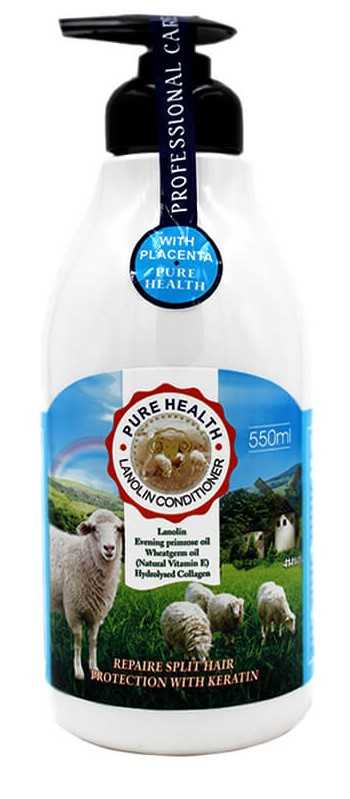 PROFESSIONAL CARE
WITH
PLACENTA
PURE
HEALTH
PURE HEALTH
LANOLIN CONDITIONER
550ml
Lanolin
Evening primrose oil
Wheatgerm oil
(Natural Vitamin E)
Hydrolysed Collagen
REPAIRE SPLIT HAIR
PROTECTION WITH KERATIN